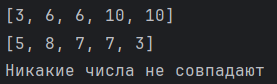 [3, 6, 6, 10, 10]
[5, 8, 7, 7, 3]
Никакие числа не совпадают